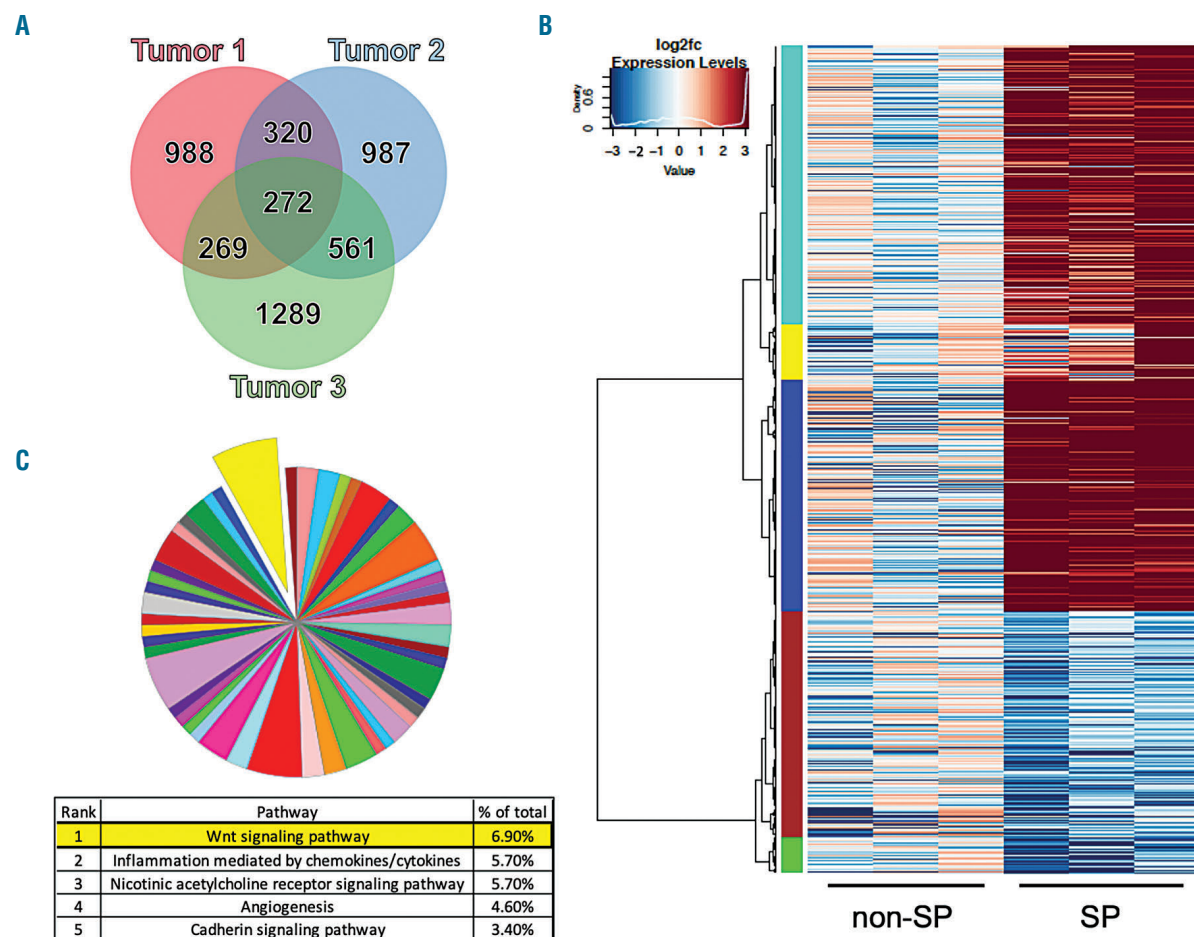 A
Tumor 1
Tumor 2
988
320
987
272
269
561
1289
Tumor 3
B
log2fc
Expression Levels
Density
0 0.6
-3 -2 -1 0 1 2 3
Value
non-SP
SP
C
Rank Pathway % of total
1 Wnt signaling pathway 6.90%
2 Inflammation mediated by chemokines/cytokines 5.70%
3 Nicotinic acetylcholine receptor signaling pathway 5.70%
4 Angiogenesis 4.60%
5 Cadherin signaling pathway 3.40%